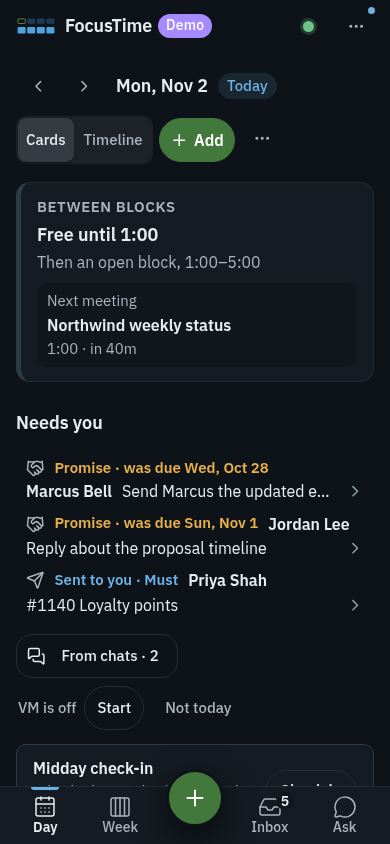 FocusTime Demo
Mon, Nov 2 Today
Cards Timeline + Add
BETWEEN BLOCKS
Free until 1:00
Then an open block, 1:00–5:00
Next meeting
Northwind weekly status
1:00 · in 40m
Needs you
Promise · was due Wed, Oct 28
Marcus Bell Send Marcus the updated e...
Promise · was due Sun, Nov 1 Jordan Lee
Reply about the proposal timeline
Sent to you · Must Priya Shah
#1140 Loyalty points
From chats · 2
VM is off Start Not today
Midday check-in
5
Day Week Inbox Ask